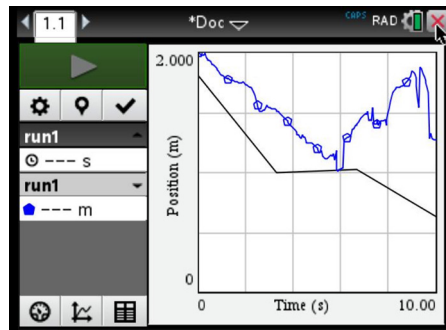 1.1
*Doc
CAPS
RAD
run1
--- s
run1
--- m
2.000
Position (m)
0
0
Time (s)
10.00